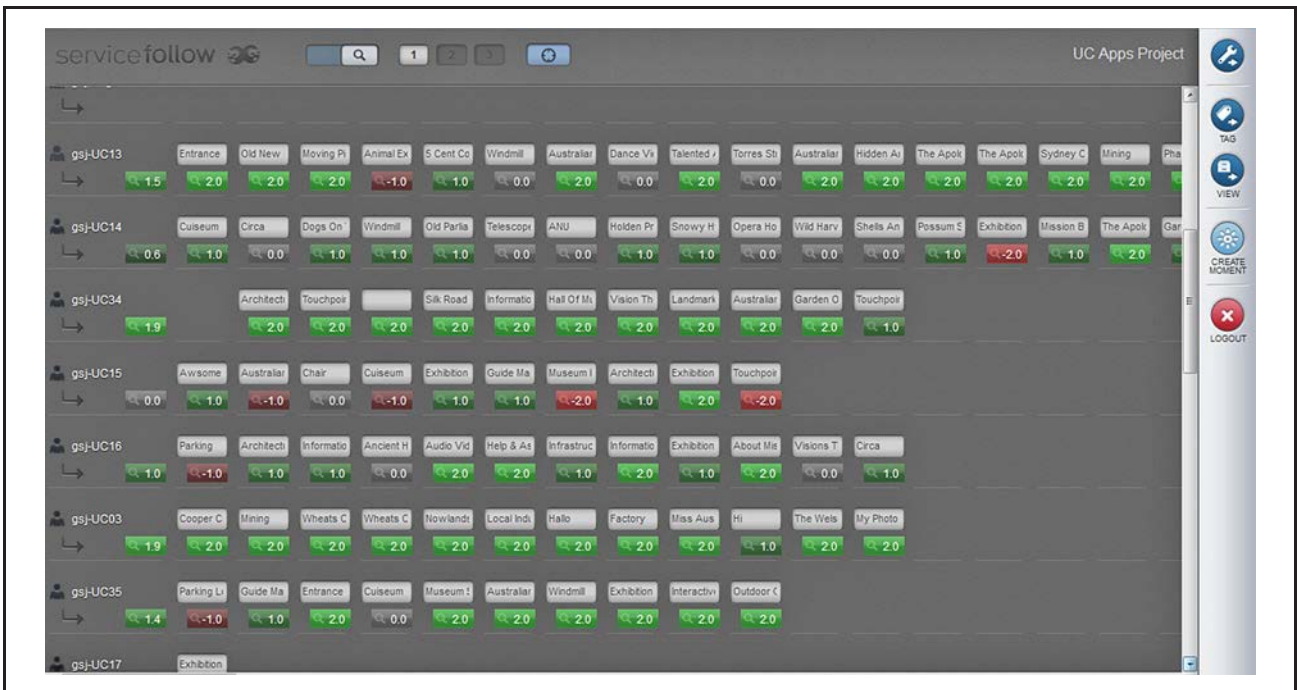 servicefollow 1 2 3 UC Apps Project
TAG
VIEW
CREATE
MOMENT
LOGOUT
gsj-UC13 Entrance Old New Moving Pi Animal Ex 5 Cent Co Windmill Australiar Dance Vi Talented Torres Str Australiar Hidden Ar The Apok The Apok Sydney C Mining Pha
1.5 2.0 2.0 2.0 -1.0 1.0 0.0 2.0 0.0 2.0 0.0 2.0 2.0 2.0 2.0 2.0 2.0
gsj-UC14 Cuiseum Circa Dogs On Windmill Old Parlia Telescope ANU Holden Pr Snowy H Opera Ho Wild Harv Shells An Possum S Exhibition Mission B The Apok Gar
0.6 1.0 0.0 1.0 1.0 1.0 0.0 0.0 1.0 1.0 0.0 0.0 0.0 1.0 -2.0 1.0 2.0
gsj-UC34 Architecti Touchpoir Silk Road Informatio Hall Of Mu Vision Th Landmark Australiar Garden O Touchpoir
1.9 2.0 2.0 2.0 2.0 2.0 2.0 2.0 2.0 2.0 2.0 1.0
gsj-UC15 Awsome Australiar Chair Cuiseum Exhibition Guide Ma Museum I Architecti Exhibition Touchpoir
0.0 1.0 -1.0 0.0 -1.0 1.0 1.0 -2.0 1.0 2.0 -2.0
gsj-UC16 Parking Architecti Informatio Ancient H Audio Vid Help & As Infrastruc Informatio Exhibition About Mis Visions T Circa
1.0 -1.0 1.0 1.0 0.0 2.0 2.0 1.0 2.0 1.0 2.0 0.0 1.0
gsj-UC03 Cooper C Mining Wheats C Wheats C Nowlands Local Indu Hallo Factory Miss Aus Hi The Wels My Photo
1.9 2.0 2.0 2.0 2.0 2.0 2.0 2.0 2.0 2.0 1.0 2.0 2.0
gsj-UC35 Parking Lo Guide Ma Entrance Cuiseum Museum S Australiar Windmill Exhibition Interactive Outdoor C
1.4 -1.0 1.0 2.0 0.0 2.0 2.0 2.0 2.0 2.0 2.0
gsj-UC17 Exhibition